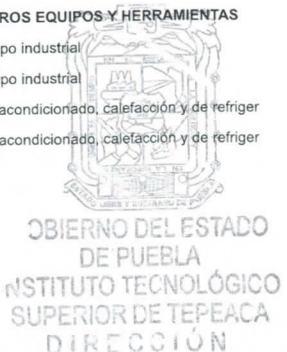 ROS EQUIPOS Y HERRAMIENTAS
po industrial
po industrial
acondicionado, calefacción y de refriger
acondicionado, calefacción y de refriger
OBIERNO DEL ESTADO
DE PUEBLA
NSTITUTO TECNOLÓGICO
SUPERIOR DE TEPEACA
DIRECCIÓN